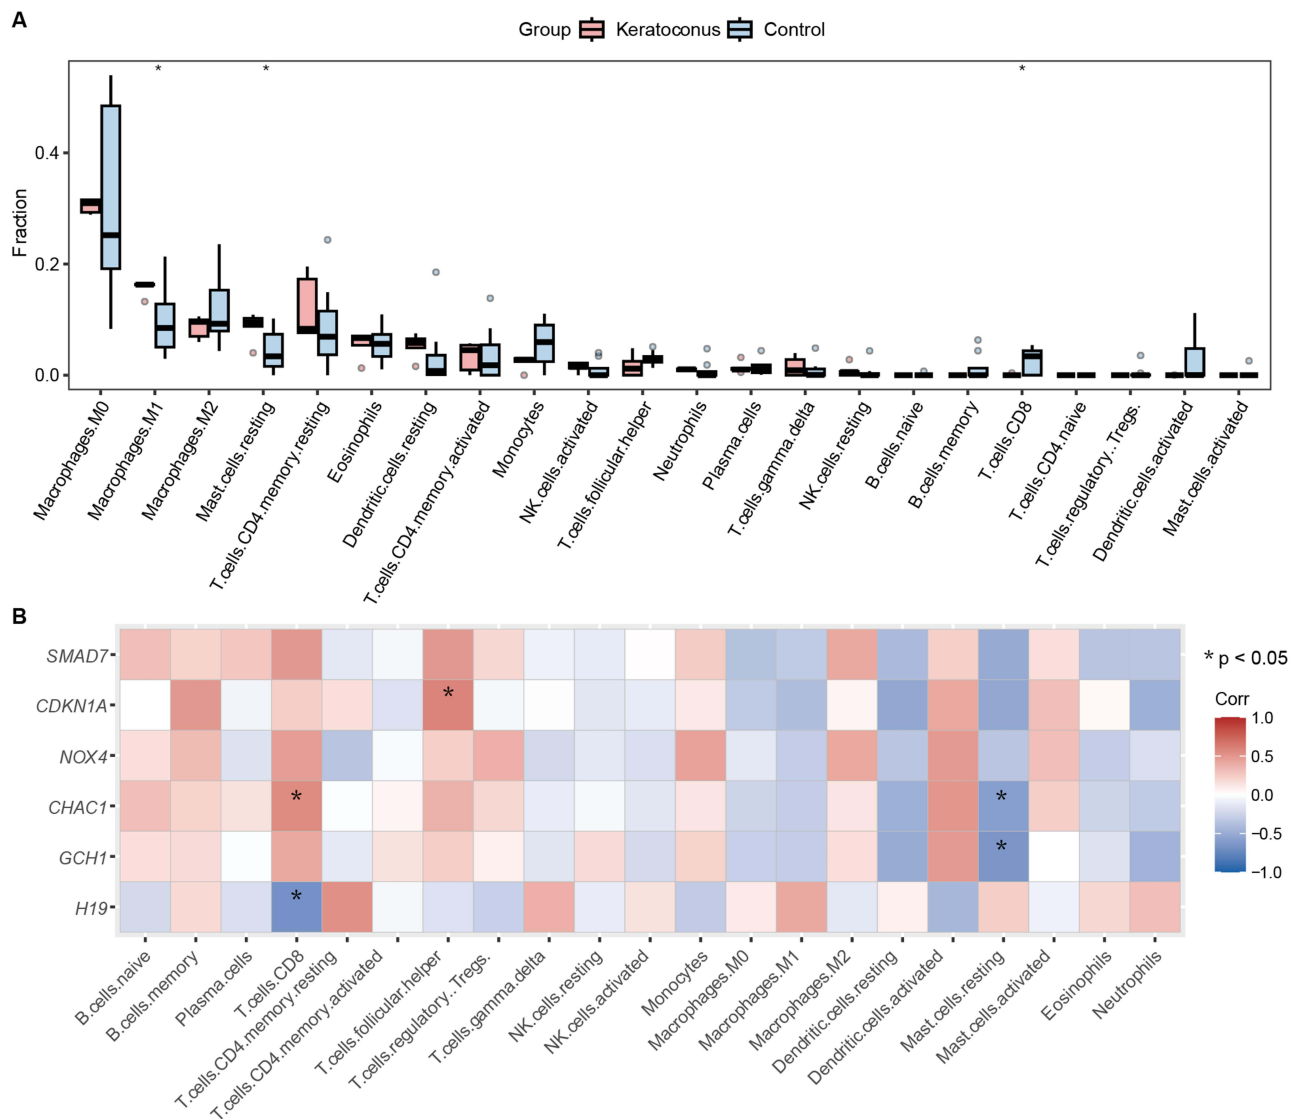 A
Group Keratoconus Control
* * *
Fraction
0.4
0.2
0.0
Macrophages.M0
Macrophages.M1
Macrophages.M2
Mast.cells.resting
T.cells.CD4.memory.resting
Eosinophils
Dendritic.cells.resting
T.cells.CD4.memory.activated
Monocytes
NK.cells.activated
T.cells.follicular.helper
Neutrophils
Plasma.cells
T.cells.gamma.delta
NK.cells.resting
B.cells.naive
B.cells.memory
T.cells.CD8
T.cells.CD4.naive
T.cells.regulatory..Tregs.
Dendritic.cells.activated
Mast.cells.activated
B
SMAD7
CDKN1A
*
NOX4
CHAC1
* *
GCH1
*
H19
*
* p < 0.05
Corr
1.0
0.5
0.0
−0.5
−1.0
B.cells.naive
B.cells.memory
Plasma.cells
T.cells.CD8
T.cells.CD4.memory.resting
T.cells.CD4.memory.activated
T.cells.follicular.helper
T.cells.regulatory..Tregs.
T.cells.gamma.delta
NK.cells.resting
NK.cells.activated
Monocytes
Macrophages.M0
Macrophages.M1
Macrophages.M2
Dendritic.cells.resting
Dendritic.cells.activated
Mast.cells.resting
Mast.cells.activated
Eosinophils
Neutrophils